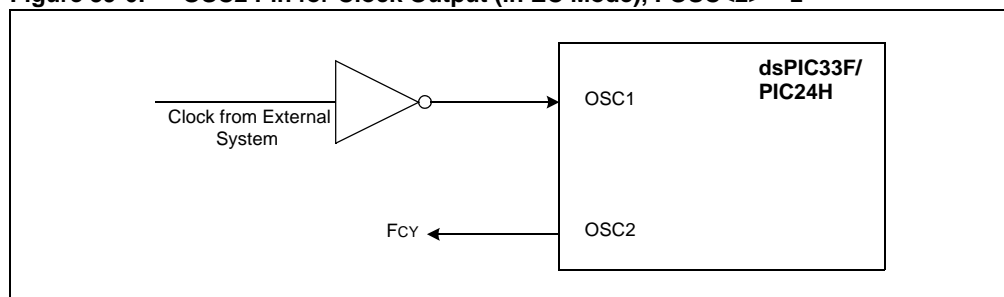 dsPIC33F/
PIC24H
OSC1
Clock from External
System
FCY
OSC2